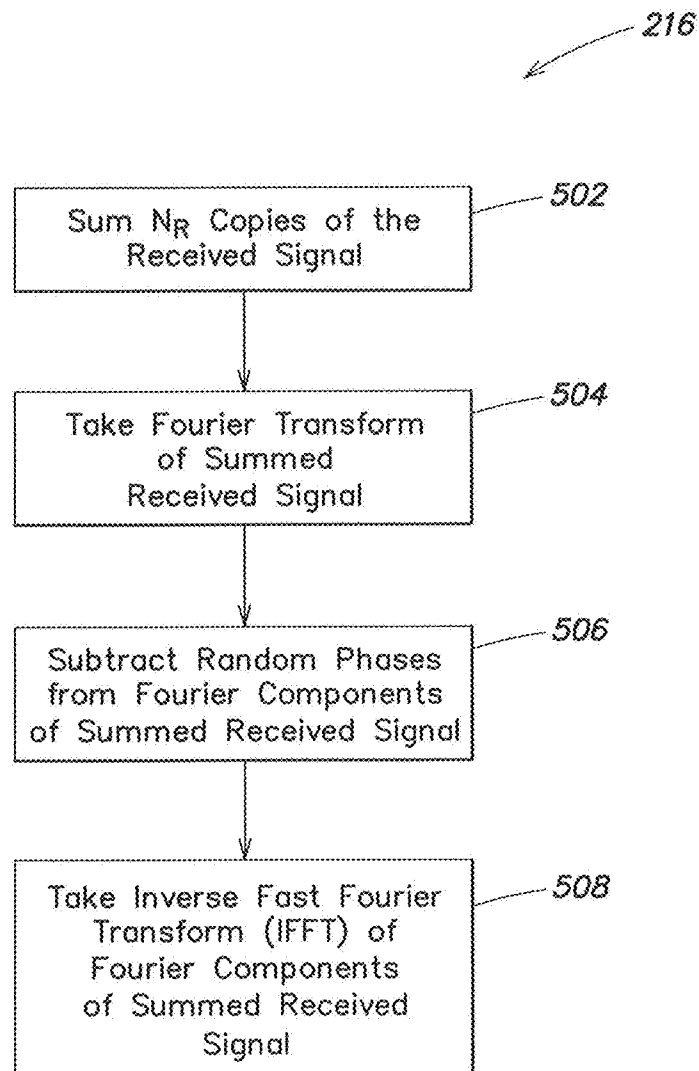 216
502
Sum NR Copies of the
Received Signal
504
Take Fourier Transform
of Summed
Received Signal
506
Subtract Random Phases
from Fourier Components
of Summed Received Signal
508
Take Inverse Fast Fourier
Transform (IFFT) of
Fourier Components
of Summed Received
Signal